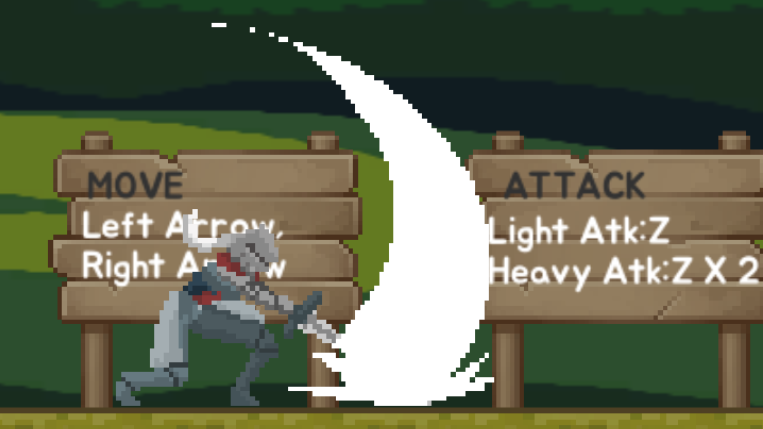 MOVE
Left Arrow,
Right Arrow
ATTACK
Light Atk:Z
Heavy Atk:Z X 2